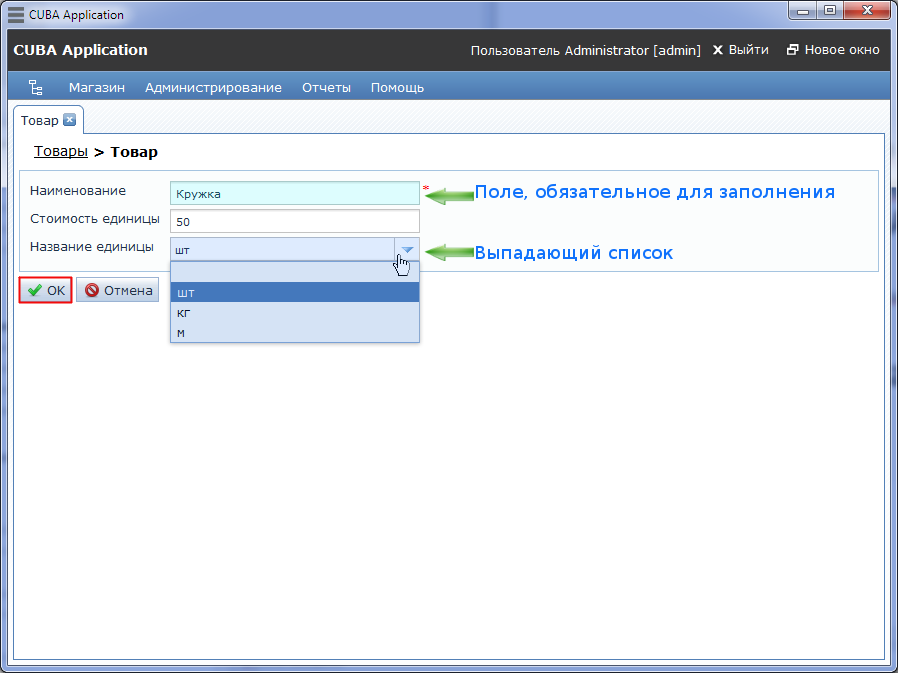 CUBA Application
CUBA Application Пользователь Administrator [admin] Выйти Новое окно
Магазин Администрирование Отчеты Помощь
Товар
Товары > Товар
Наименование Кружка * Поле, обязательное для заполнения
Стоимость единицы 50
Название единицы шт Выпадающий список
OK Отмена шт
кг
м